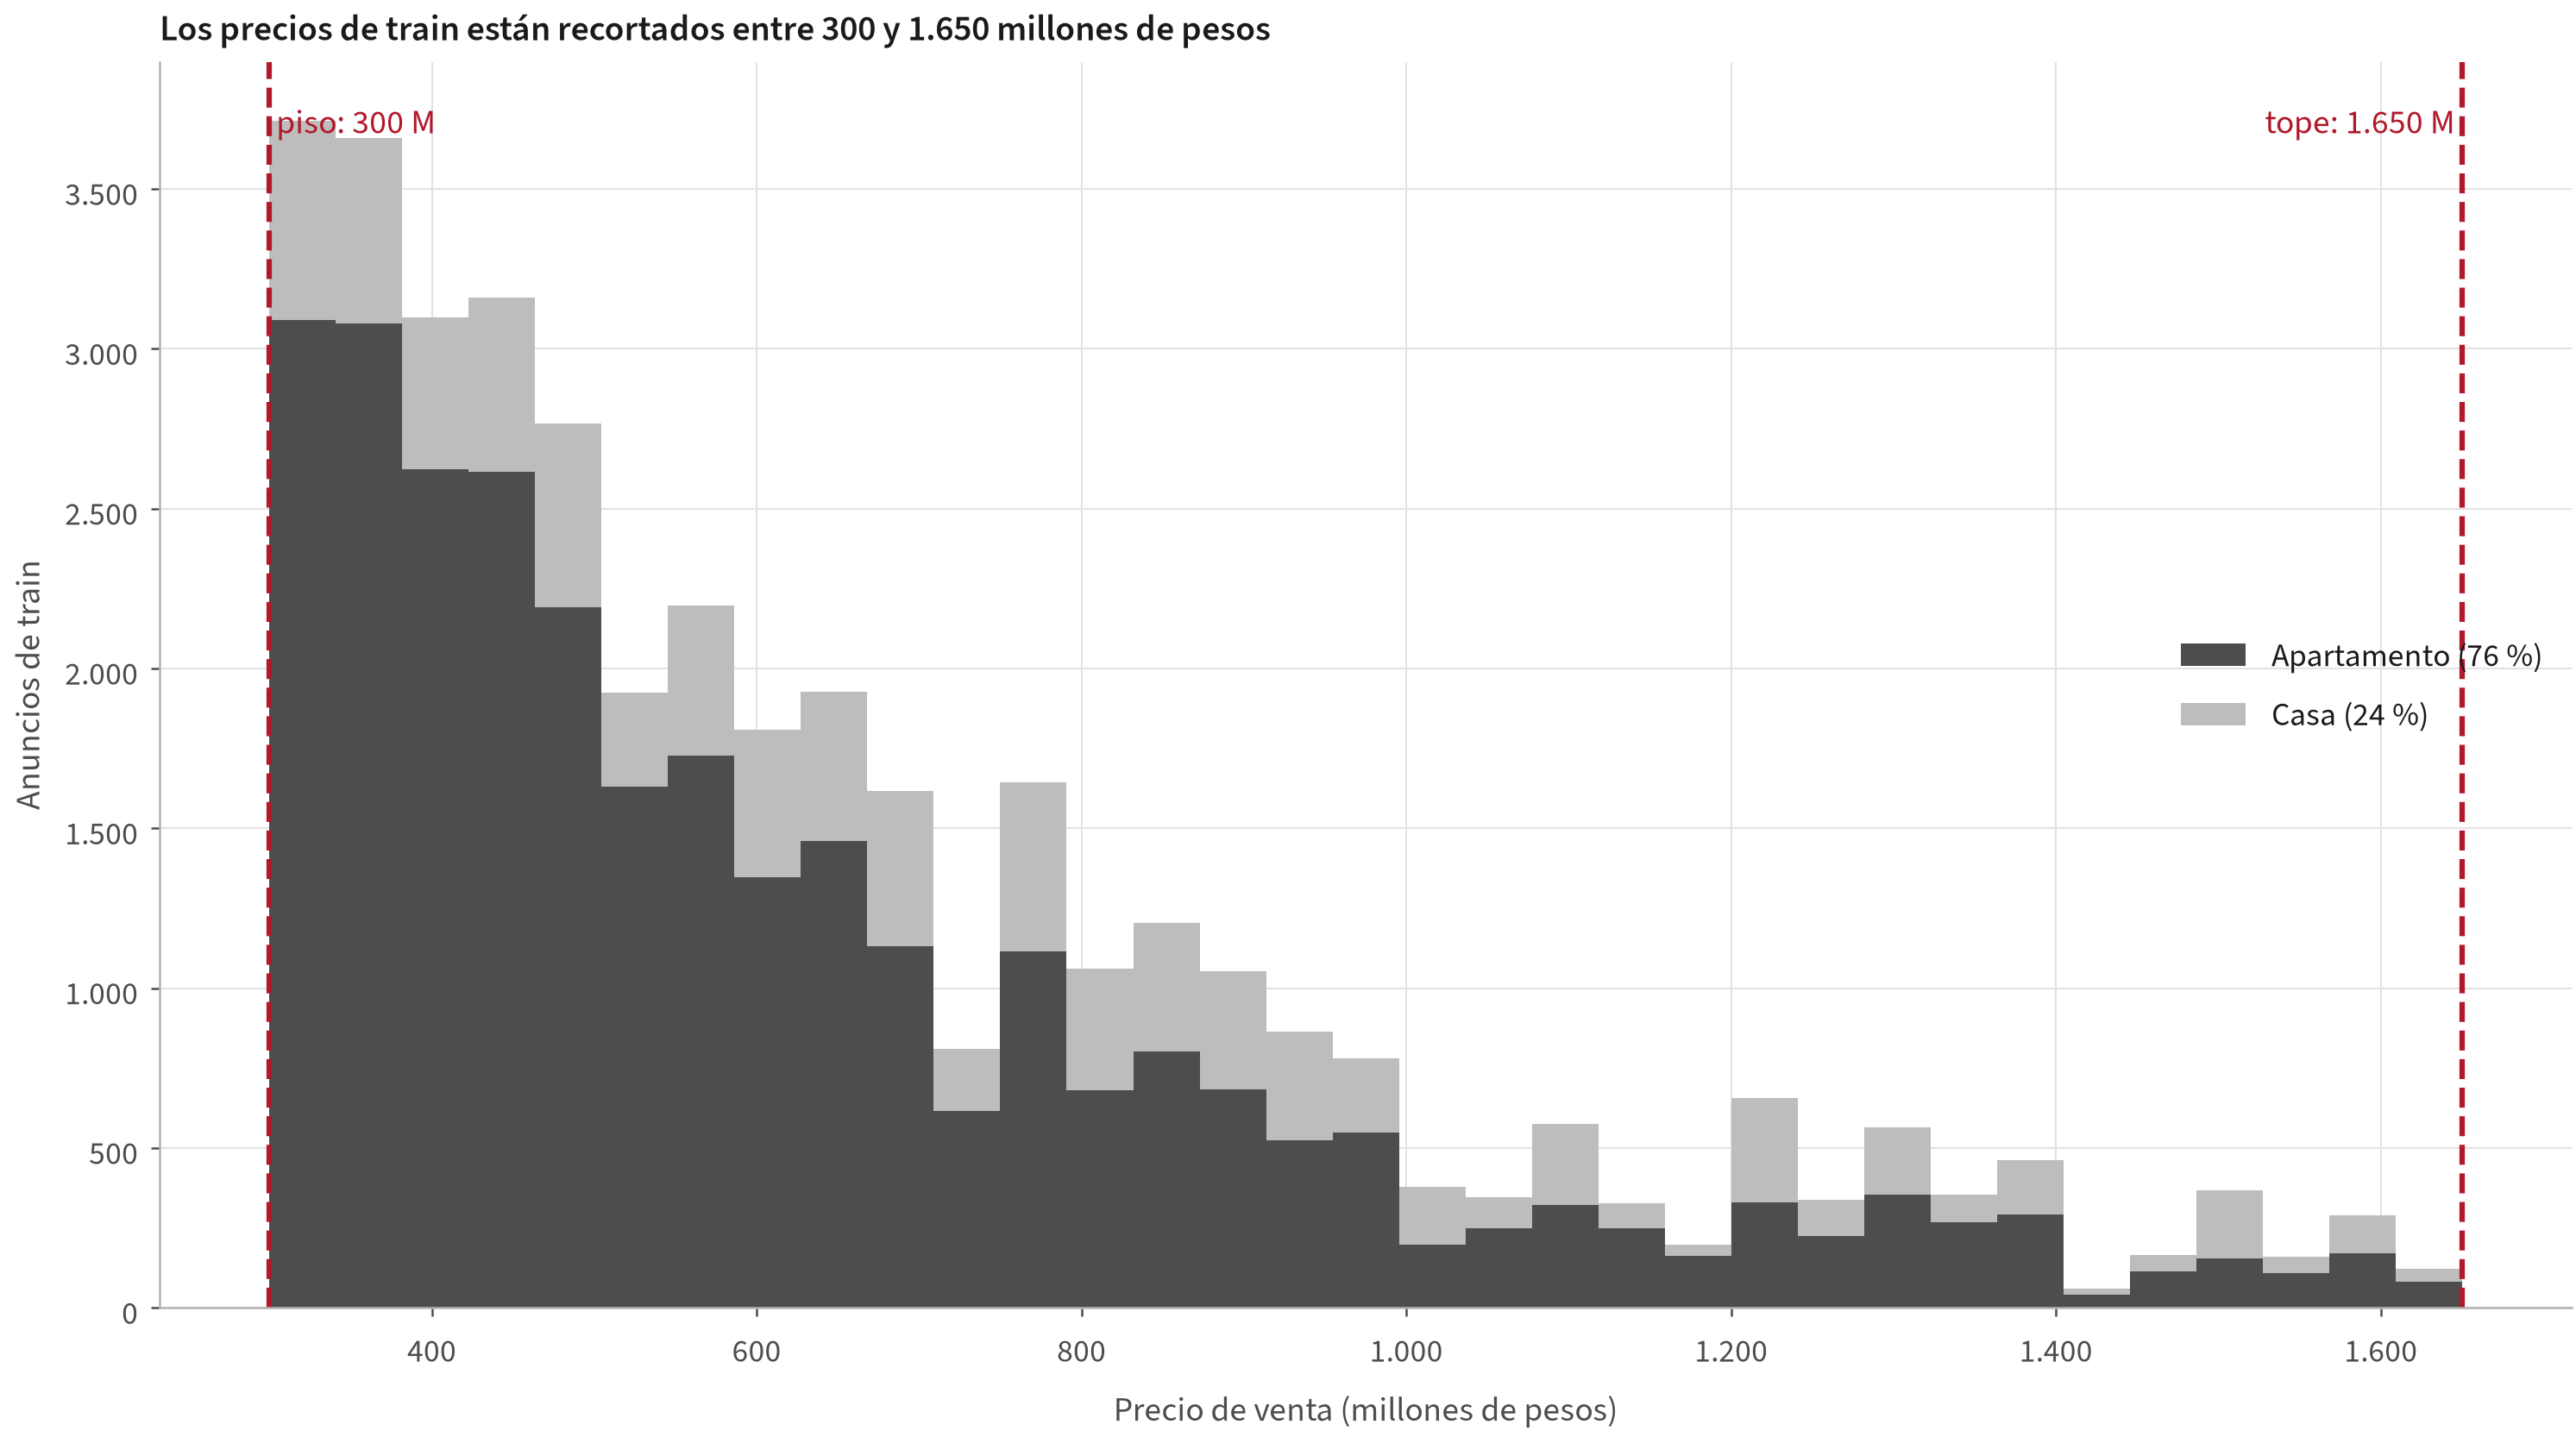 Los precios de train están recortados entre 300 y 1.650 millones de pesos
piso: 300 M
tope: 1.650 M
Anuncios de train
3.500
3.000
2.500
2.000
1.500
1.000
500
0
Apartamento (76 %)
Casa (24 %)
400 600 800 1.000 1.200 1.400 1.600
Precio de venta (millones de pesos)